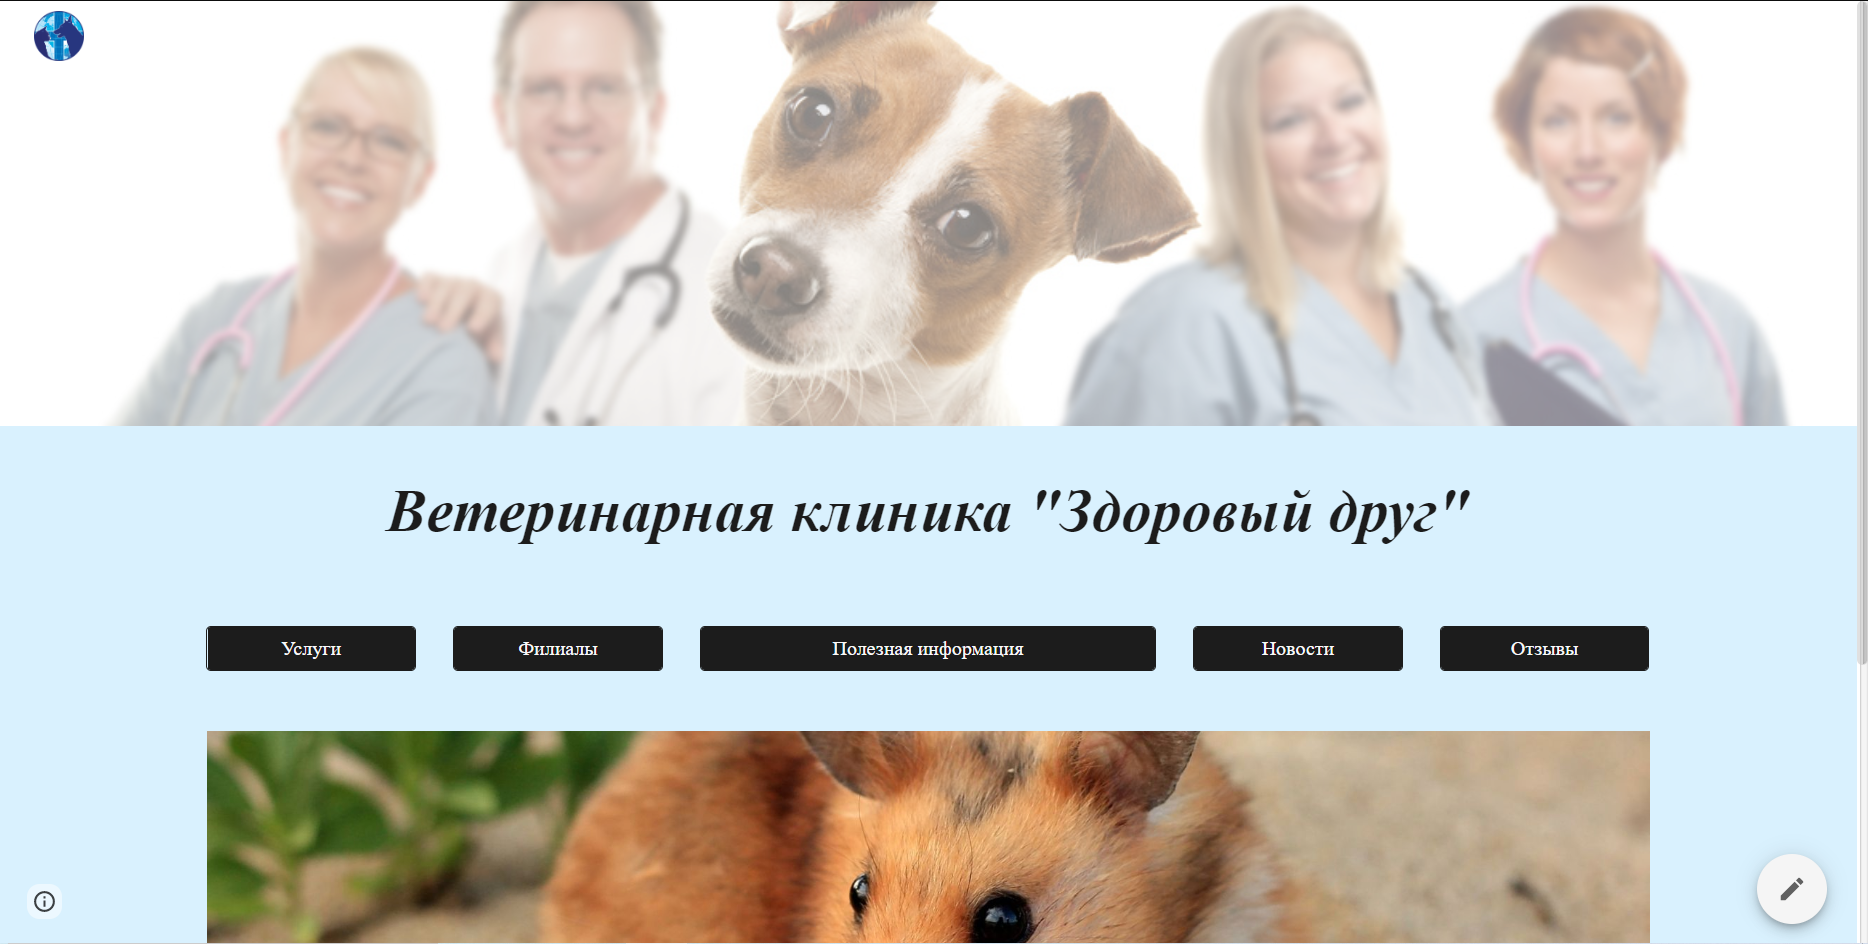 Ветеринарная клиника "Здоровый друг"
Услуги
Филиалы
Полезная информация
Новости
Отзывы